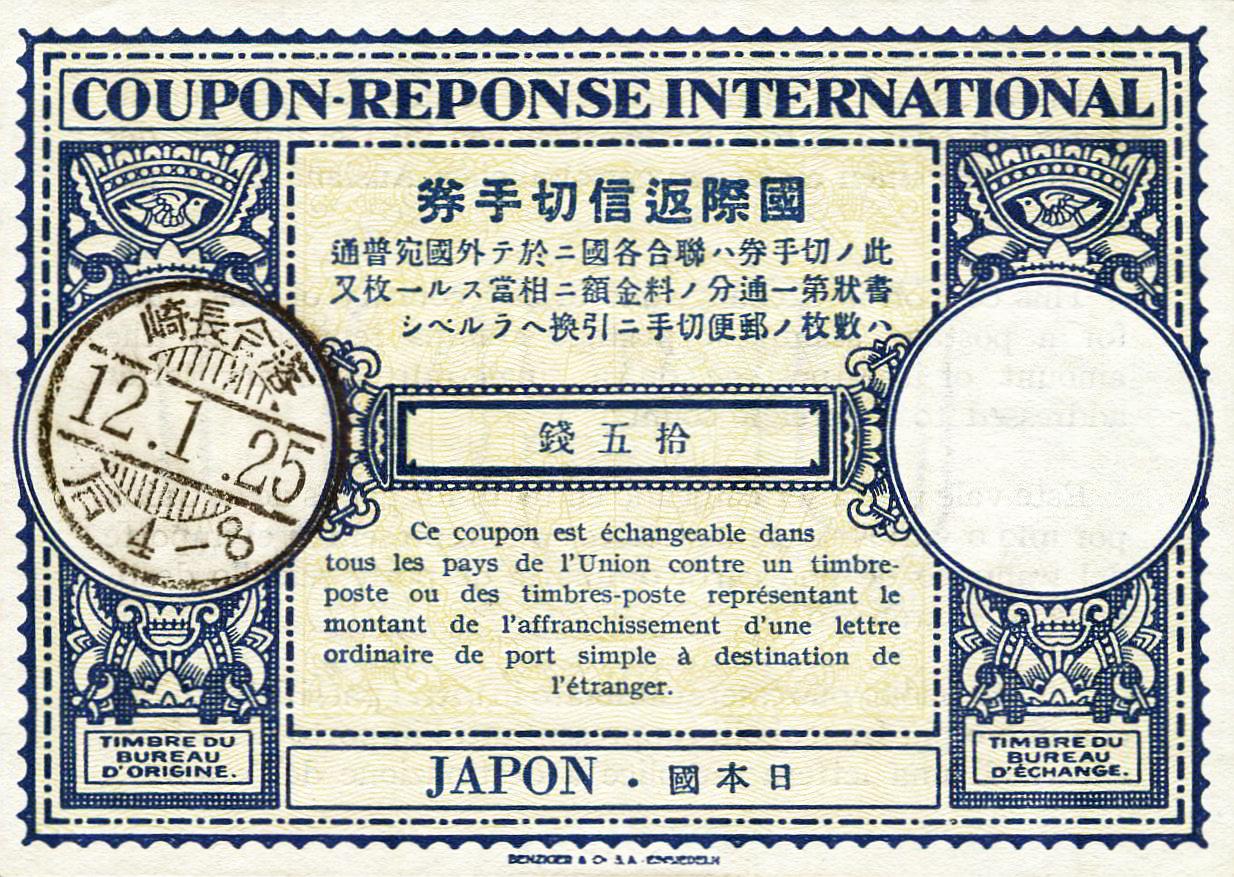 COUPON-REPONSE INTERNATIONAL
國際返信切手券
此ノ切手券ハ聯合各國ニ於テ外國宛普通
書狀第一通分ノ料金額ニ相當スル一枚又
ハ數枚ノ郵便切手ニ引換ヘラルベシ
合長崎
12.1.25
4-8
拾五錢
Ce coupon est échangeable dans
tous les pays de l'Union contre un timbre-
poste ou des timbres-poste représentant le
montant de l'affranchissement d'une lettre
ordinaire de port simple à destination de
l'étranger.
TIMBRE DU
BUREAU
D'ORIGINE.
JAPON • 日本國
TIMBRE DU
BUREAU
D'ÉCHANGE.
BENZIGER & Co S.A.